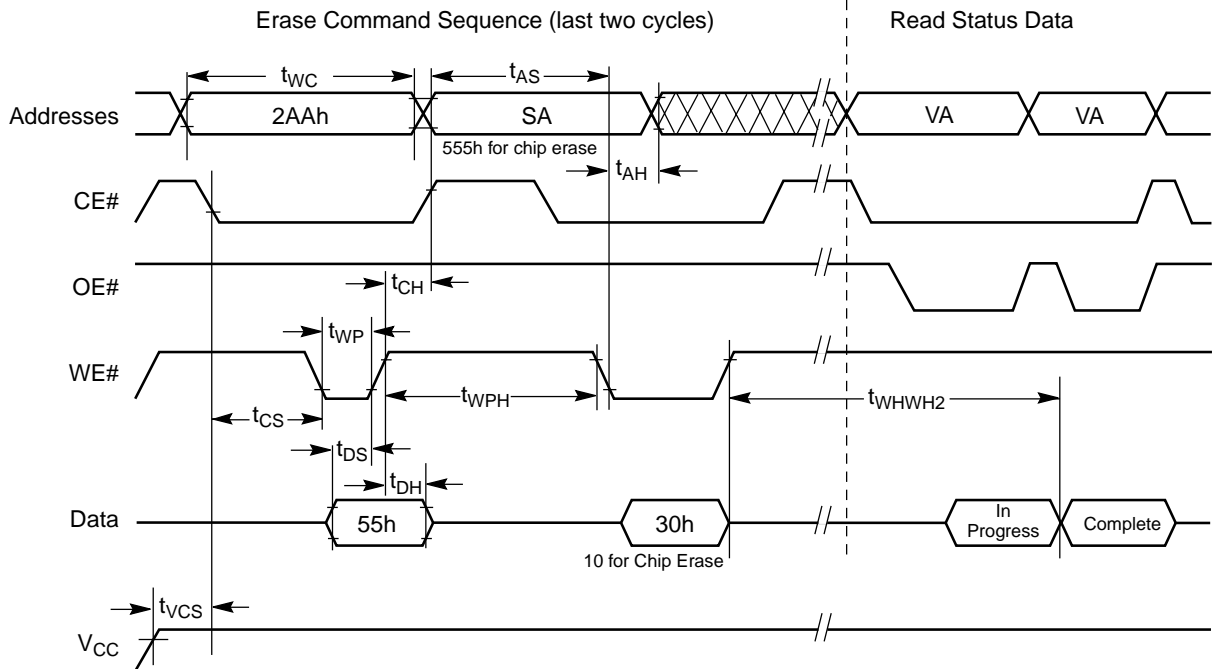 Erase Command Sequence (last two cycles)
Read Status Data
tWC
tAS
Addresses
2AAh
SA
VA
VA
555h for chip erase
tAH
CE#
OE#
tCH
tWP
WE#
tWPH
tWHWH2
tCS
tDS
tDH
Data
55h
30h
In
Progress
Complete
10 for Chip Erase
tVCS
VCC